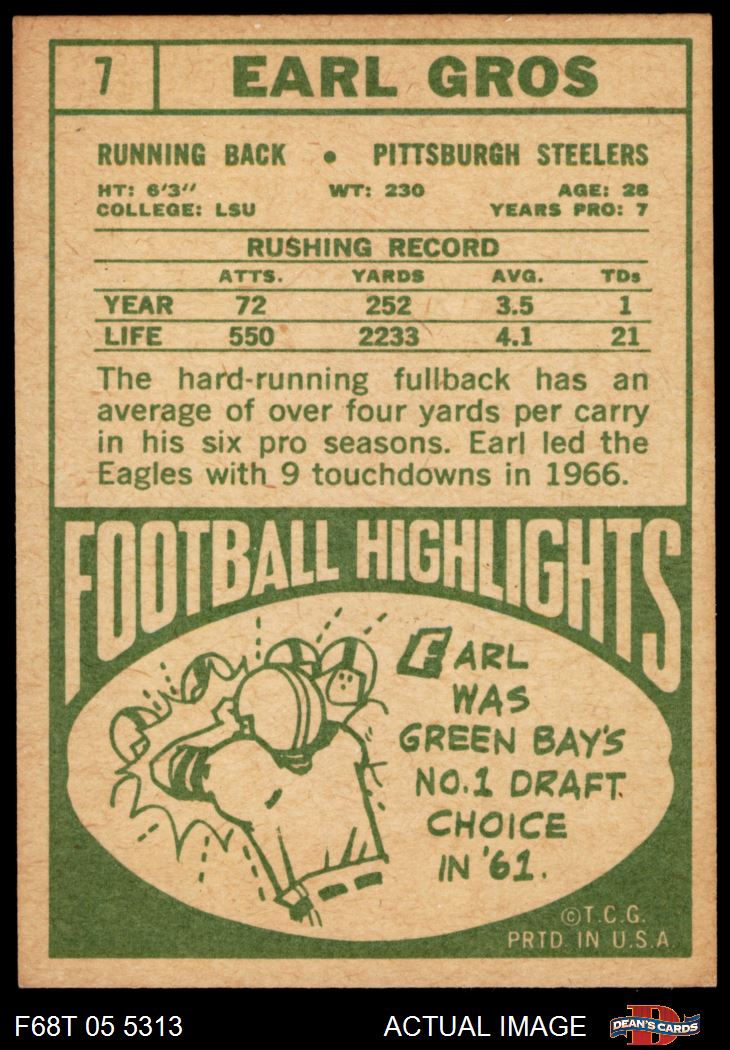 7 EARL GROS
RUNNING BACK • PITTSBURGH STEELERS
HT: 6'3" WT: 230 AGE: 28
COLLEGE: LSU YEARS PRO: 7
RUSHING RECORD
ATTS. YARDS AVG. TDs
YEAR 72 252 3.5 1
LIFE 550 2233 4.1 21
The hard-running fullback has an
average of over four yards per carry
in his six pro seasons. Earl led the
Eagles with 9 touchdowns in 1966.
FOOTBALL HIGHLIGHTS
EARL
WAS
GREEN BAY'S
NO.1 DRAFT
CHOICE
IN '61.
©T.C.G.
PRTD. IN U.S.A.
F68T 05 5313 ACTUAL IMAGE DEAN'S CARDS